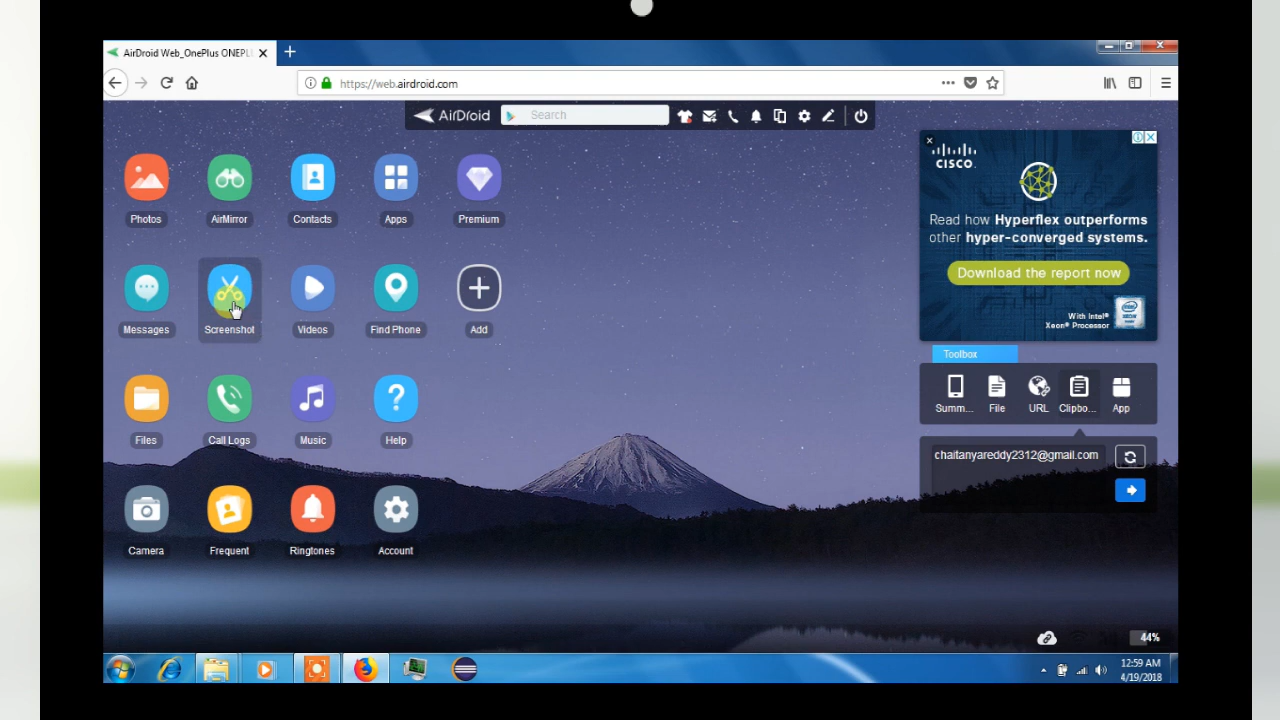 AirDroid Web_OnePlus ONEPL
https://web.airdroid.com
AirDroid
Search
Photos
AirMirror
Contacts
Apps
Premium
Messages
Screenshot
Videos
Find Phone
Add
Files
Call Logs
Music
Help
Camera
Frequent
Ringtones
Account
CISCO.
Read how Hyperflex outperforms
other hyper-converged systems.
Download the report now
With Intel®
Xeon® Processor
Toolbox
Summ...
File
URL
Clipbo...
App
chaitanyareddy2312@gmail.com
44%
12:59 AM
4/19/2018